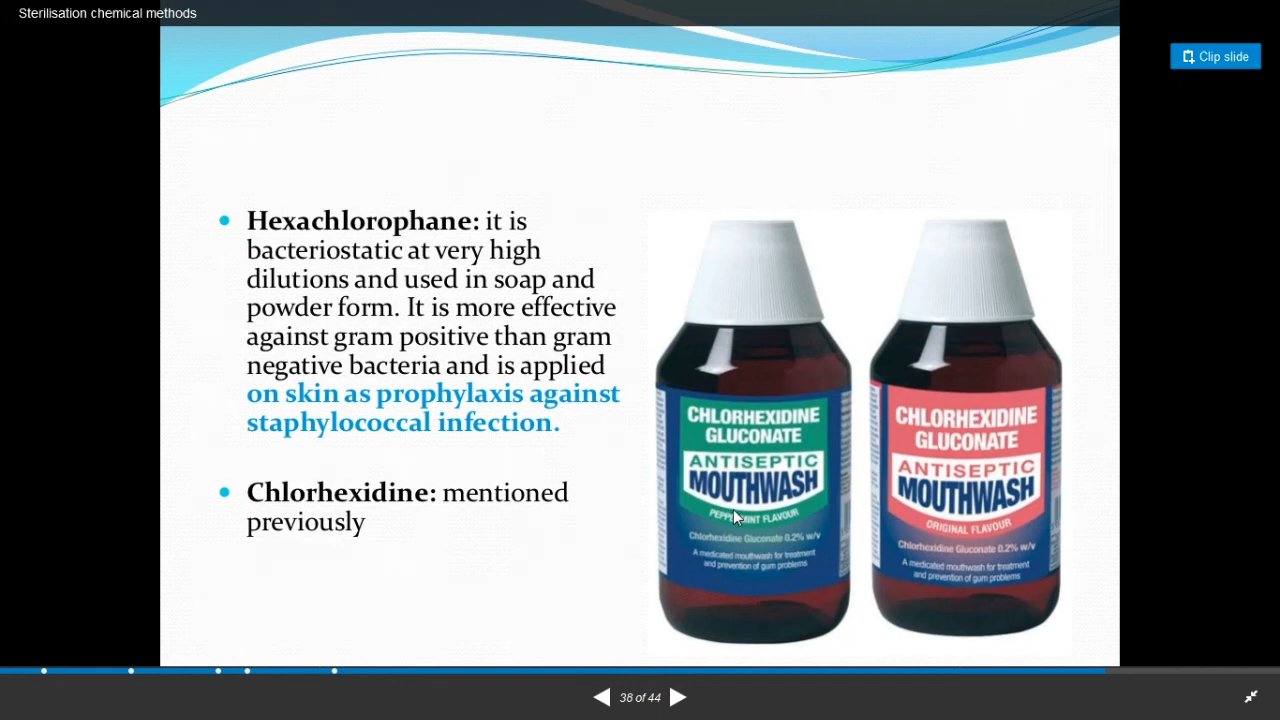 Sterilisation chemical methods
Clip slide
Hexachlorophane: it is
bacteriostatic at very high
dilutions and used in soap and
powder form. It is more effective
against gram positive than gram
negative bacteria and is applied
on skin as prophylaxis against
staphylococcal infection.
Chlorhexidine: mentioned
previously
CHLORHEXIDINE
GLUCONATE
ANTISEPTIC
MOUTHWASH
PEPPERMINT FLAVOUR
Chlorhexidine Gluconate 0.2% w/v
A medicated mouthwash for treatment
and prevention of gum problems
CHLORHEXIDINE
GLUCONATE
ANTISEPTIC
MOUTHWASH
ORIGINAL FLAVOUR
Chlorhexidine Gluconate 0.2% w/v
A medicated mouthwash for treatment
and prevention of gum problems
38 of 44